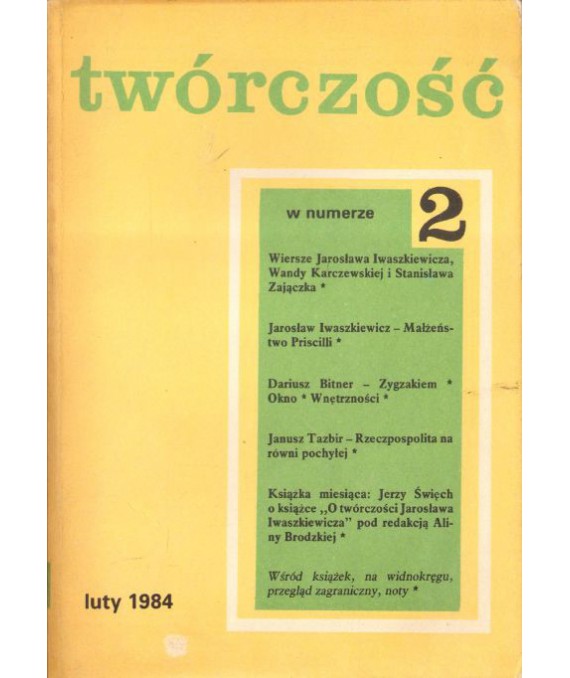 twórczość
w numerze 2
Wiersze Jarosława Iwaszkiewicza,
Wandy Karczewskiej i Stanisława
Zajączka *
Jarosław Iwaszkiewicz – Małżeńs-
two Priscilli *
Dariusz Bitner – Zygzakiem *
Okno * Wnętrzności *
Janusz Tazbir – Rzeczpospolita na
równi pochyłej *
Książka miesiąca: Jerzy Święch
o książce „O twórczości Jarosława
Iwaszkiewicza” pod redakcją Ali-
ny Brodzkiej *
Wśród książek, na widnokręgu,
przegląd zagraniczny, noty *
luty 1984